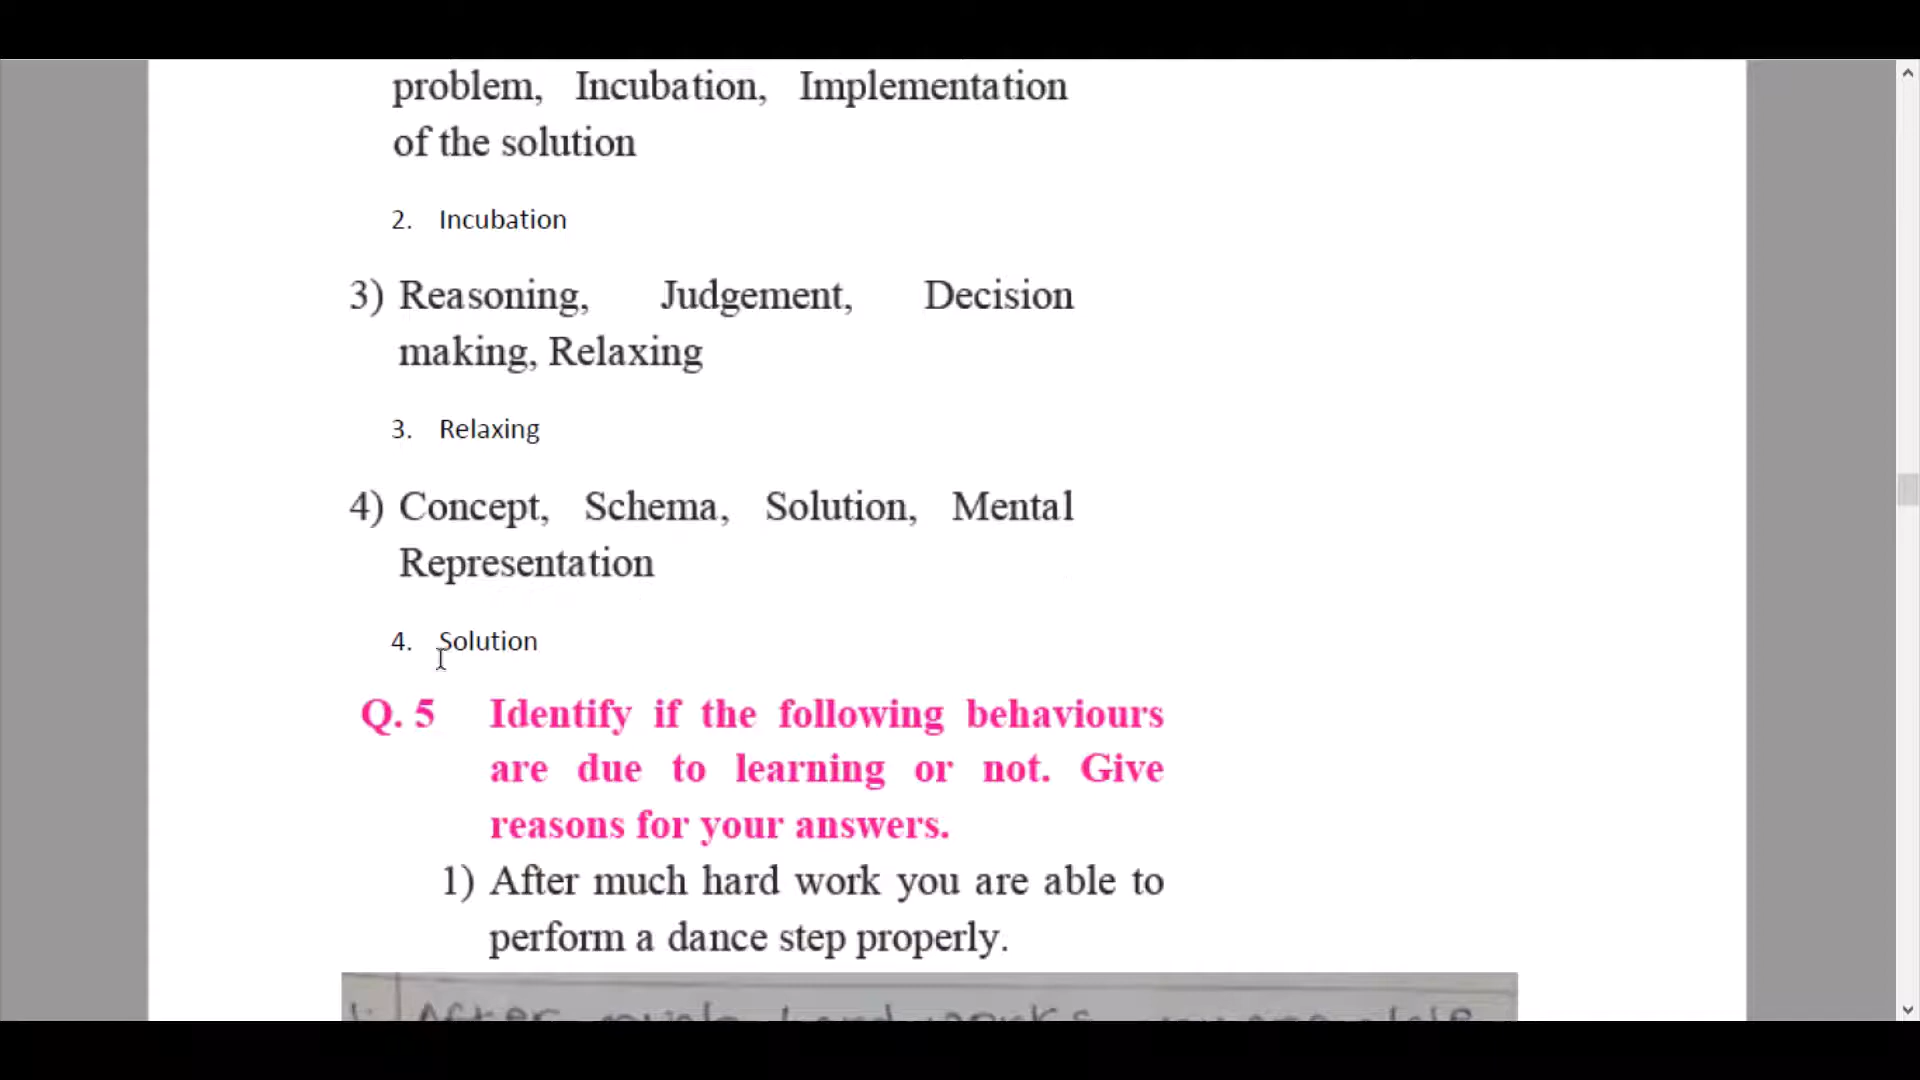 problem, Incubation, Implementation
of the solution
2. Incubation
3) Reasoning, Judgement, Decision
making, Relaxing
3. Relaxing
4) Concept, Schema, Solution, Mental
Representation
4. Solution
Q. 5 Identify if the following behaviours
are due to learning or not. Give
reasons for your answers.
1) After much hard work you are able to
perform a dance step properly.